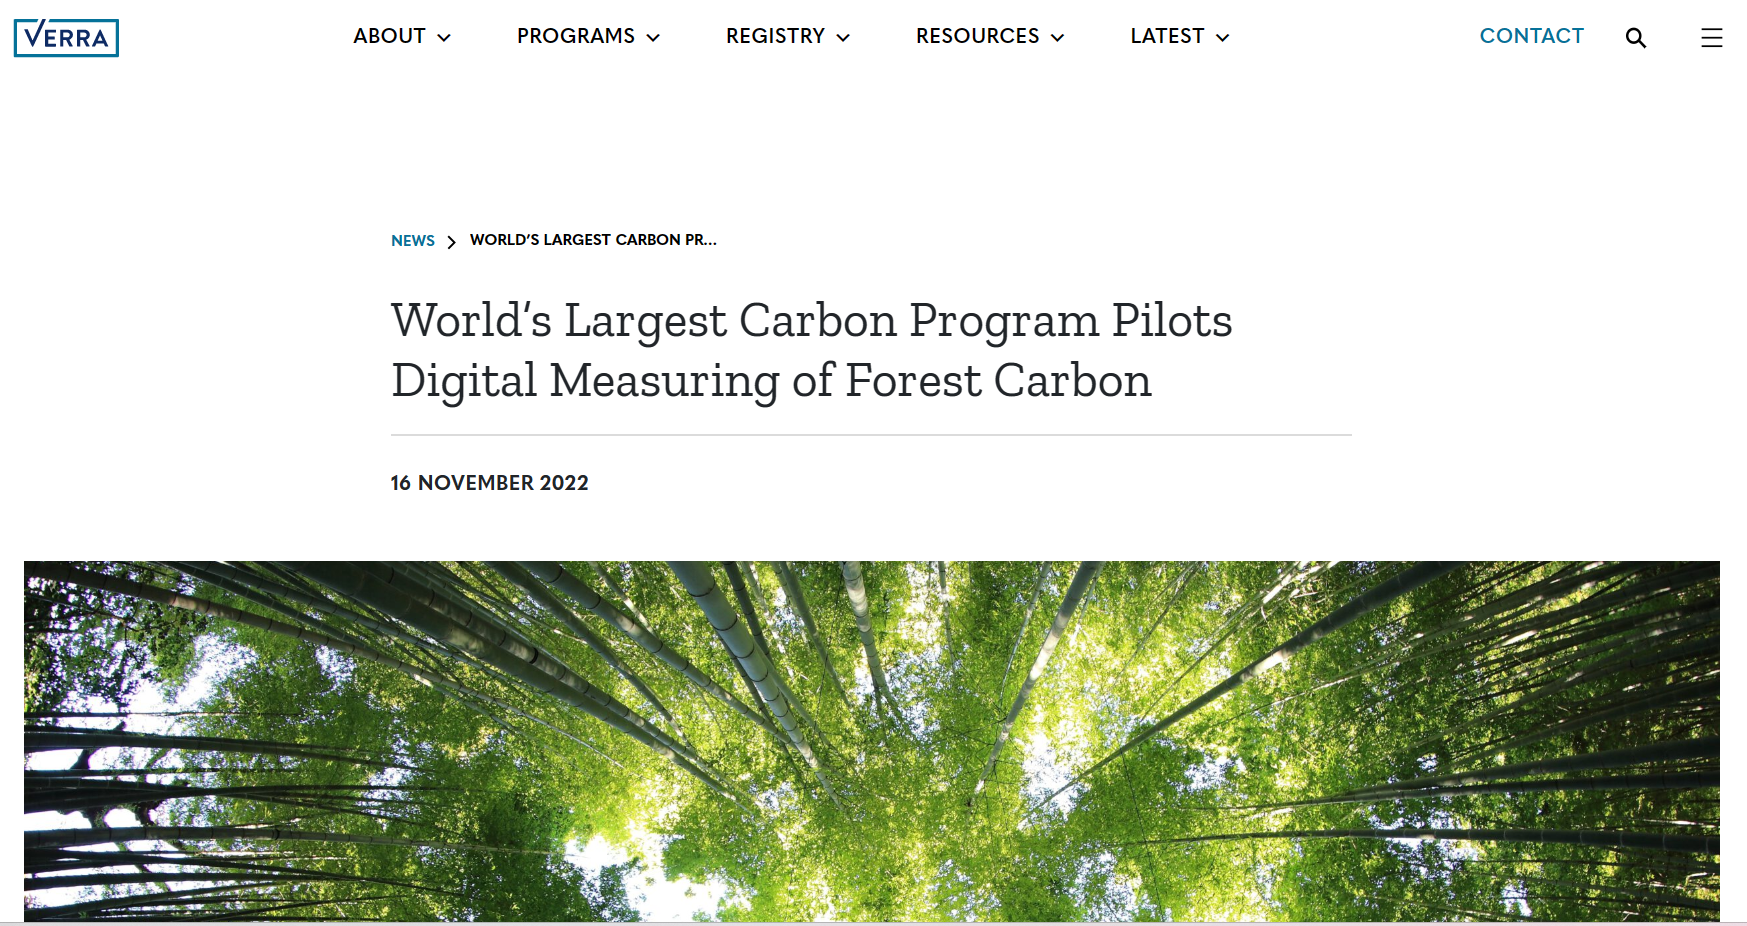 VERRA
ABOUT PROGRAMS REGISTRY RESOURCES LATEST CONTACT
NEWS WORLD’S LARGEST CARBON PR...
World’s Largest Carbon Program Pilots
Digital Measuring of Forest Carbon
16 NOVEMBER 2022